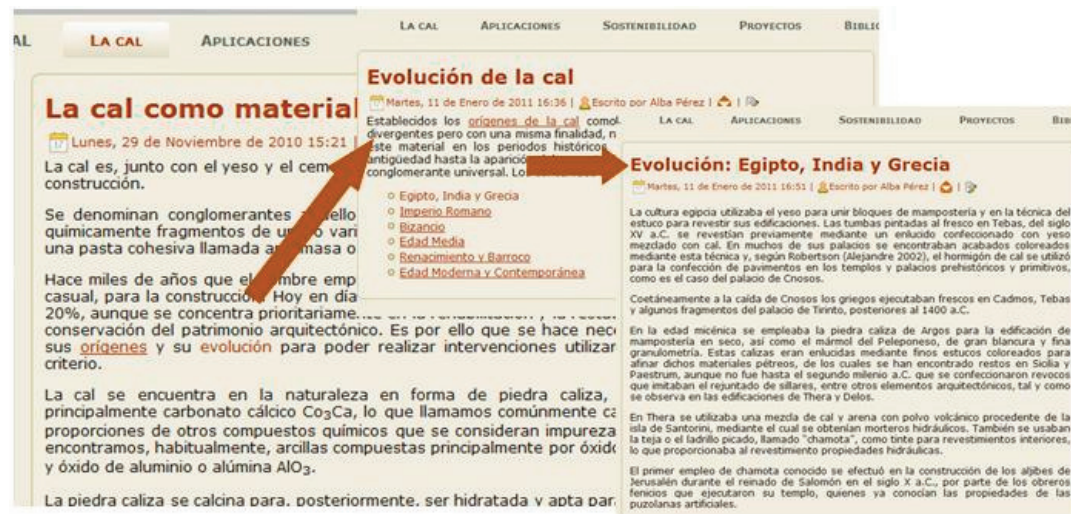 AL LA CAL APLICACIONES
La cal como material
Lunes, 29 de Noviembre de 2010 15:21 |
La cal es, junto con el yeso y el
construcción.
Se denominan conglomerantes
químicamente fragmentos de
una pasta cohesiva llamada
Hace miles de años que el
casual, para la Hoy en día
20%, aunque se concentra
conservación del patrimonio arquitectónico. Es por ello que se hace
sus orígenes y su evolución para poder realizar intervenciones
criterio.
La cal se encuentra en la naturaleza en forma de piedra caliza,
principalmente carbonato cálcico Co3Ca, lo que llamamos comúnmente
proporciones de otros compuestos químicos que se consideran
encontramos, habitualmente, arcillas compuestas principalmente por
y óxido de aluminio o alúmina AlO3.
La piedra caliza se calcina para, posteriormente, ser hidratada y apta
LA CAL APLICACIONES SOSTENIBILIDAD PROYECTOS BIBLIO
Evolución de la cal
Martes, 11 de Enero de 2011 16:36 | Escrito por Alba Pérez |
Establecidos los orígenes de la cal como
divergentes pero con una misma finalidad,
este material en los periodos históricos
antigüedad hasta la aparición
conglomerante universal.
Egipto, India y Grecia
Imperio Romano
Bizancio
Edad Media
Renacimiento y Barroco
Edad Moderna y Contemporánea
LA CAL APLICACIONES SOSTENIBILIDAD PROYECTOS BIB
Evolución: Egipto, India y Grecia
Martes, 11 de Enero de 2011 16:51 | Escrito por Alba Pérez |
La cultura egipcia utilizaba el yeso para unir bloques de mampostería y en la técnica del
estuco para revestir sus edificaciones. Las tumbas pintadas al fresco en Tebas, del siglo
XV a.C. se revestían previamente mediante un enlucido confeccionado con yeso
mezclado con cal. En muchos de sus palacios se encontraban acabados coloreados
mediante esta técnica y, según Robertson (Alejandre 2002), el hormigón de cal se utilizó
para la confección de pavimentos en los templos y palacios prehistóricos y primitivos,
como es el caso del palacio de Cnosos.
Coetáneamente a la caída de Cnosos los griegos ejecutaban frescos en Cadmos, Tebas
y algunos fragmentos del palacio de Tirinto, posteriores al 1400 a.C.
En la edad micénica se empleaba la piedra caliza de Argos para la edificación de
mampostería en seco, así como el mármol del Peleponeso, de gran blancura y fina
granulometría. Estas calizas eran enlucidas mediante finos estucos coloreados para
afinar dichos materiales pétreos, de los cuales se han encontrado restos en Sicilia y
Paestrum, aunque no fue hasta el segundo milenio a.C. que se confeccionaron revocos
que imitaban el rejuntado de sillares, entre otros elementos arquitectónicos, tal y como
se observa en las edificaciones de Thera y Delos.
En Thera se utilizaba una mezcla de cal y arena con polvo volcánico procedente de la
isla de Santorini, mediante el cual se obtenían morteros hidráulicos. También se usaban
la teja o el ladrillo picado, llamado "chamota", como tinte para revestimientos interiores,
lo que proporcionaba al revestimiento propiedades hidráulicas.
El primer empleo de chamota conocido se efectuó en la construcción de los aljibes de
Jerusalén durante el reinado de Salomón en el siglo X a.C., por parte de los obreros
fenicios que ejecutaron su templo, quienes ya conocían las propiedades de las
puzolanas artificiales.